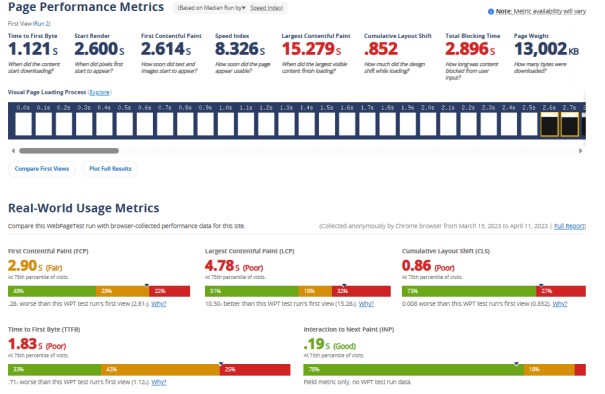 Page Performance Metrics (Based on Median Run by▼ Speed Index) Note: Metric availability will vary
First View (Run 2)
Time to First Byte Start Render First Contentful Paint Speed Index Largest Contentful Paint Cumulative Layout Shift Total Blocking Time Page Weight
1.121 S 2.600 S 2.614 S 8.326 S 15.279 S .852 2.896 S 13,002 KB
When did the content start downloading? When did pixels first start to appear? How soon did text and images start to appear? How soon did the page appear usable? When did the largest visible content finish loading? How much did the design shift while loading? How long was content blocked from user input? How many bytes were downloaded?
Visual Page Loading Process (Explore)
0.0s 0.1s 0.2s 0.3s 0.4s 0.5s 0.6s 0.7s 0.8s 0.9s 1.0s 1.1s 1.2s 1.3s 1.4s 1.5s 1.6s 1.7s 1.8s 1.9s 2.0s 2.1s 2.2s 2.3s 2.4s 2.5s 2.6s 2.7s
Compare First Views Plot Full Results
Real-World Usage Metrics
Compare this WebPageTest run with browser-collected performance data for this site. (Collected anonymously by Chrome browser from March 15, 2023 to April 11, 2023 | Full Report)
First Contentful Paint (FCP) Largest Contentful Paint (LCP) Cumulative Layout Shift (CLS)
2.90 S (Fair) 4.78 S (Poor) 0.86 (Poor)
At 75th percentile of visits. At 75th percentile of visits. At 75th percentile of visits.
22% 51% 18% 32% 73% 27%
.28s worse than this WPT test run's first view (2.61s). Why? 10.50s better than this WPT test run's first view (15.28s). Why? 0.008 worse than this WPT test run's first view (0.852). Why?
Time to First Byte (TTFB) Interaction to Next Paint (INP)
1.83 S (Poor) .19 S (Good)
At 75th percentile of visits. At 75th percentile of visits.
33% 42% 25% 78% 18%
.71s worse than this WPT test run's first view (1.12s). Why? Field metric only, no WPT test run data.